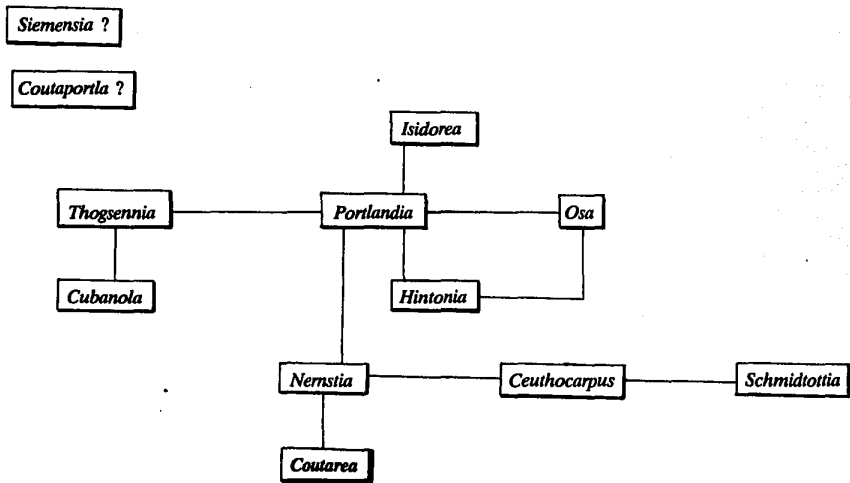 Siemensia ?
Coutaportla ?
Isidorea
Thogsennia
Portlandia
Osa
Cubanola
Hintonia
Nernstia
Ceuthocarpus
Schmidtottia
Coutarea